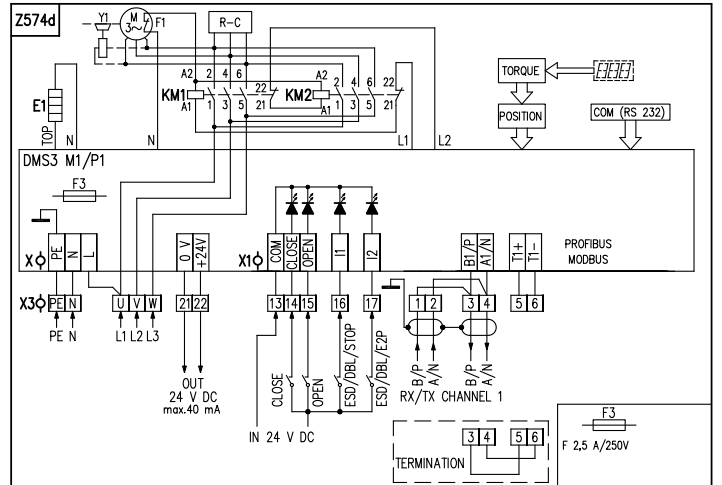 Z574d
Y1
M
3~
F1
R-C
E1
TOP
N
N
A2
2 4 6
22
KM1
A1
1 3 5
21
KM2
A2
2 4 6
22
A1
1 3 5
21
L1
L2
TORQUE
POSITION
COM (RS 232)
DMS3 M1/P1
F3
X
PE
N
L
0 V
+24V
X1
COM
CLOSE
OPEN
I1
I2
B1/P
A1/N
T1+
T1-
PROFIBUS
MODBUS
X3
PE N U V W 21 22 13 14 15 16 17 1 2 3 4 5 6
PE N L1 L2 L3
OUT
24 V DC
max.40 mA
CLOSE
OPEN
ESD/DBL/STOP
ESD/DBL/E2P
IN 24 V DC
B/P
A/N
B/P
A/N
RX/TX CHANNEL 1
TERMINATION
3 4 5 6
F3
F 2,5 A/250V